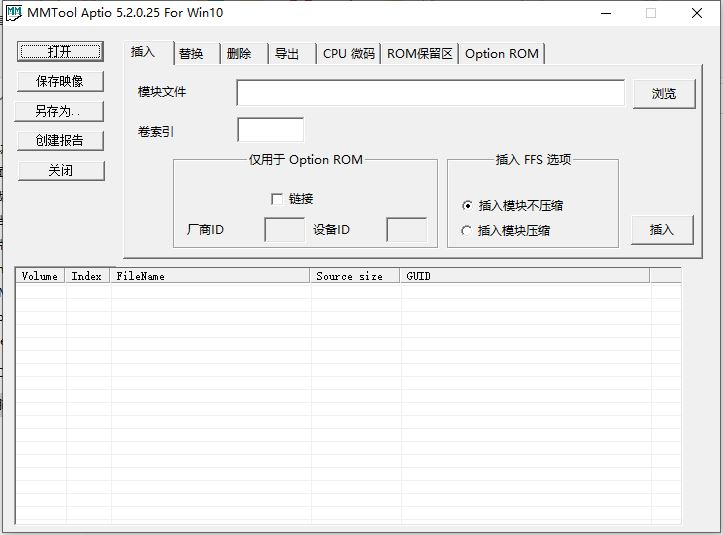 MMTool Aptio 5.2.0.25 For Win10
打开
保存映像
另存为..
创建报告
关闭
插入 替换 删除 导出 CPU 微码 ROM保留区 Option ROM
模块文件
浏览
卷索引
仅用于 Option ROM
链接
厂商ID 设备ID
插入 FFS 选项
插入模块不压缩
插入模块压缩
插入
Volume Index FileName Source size GUID